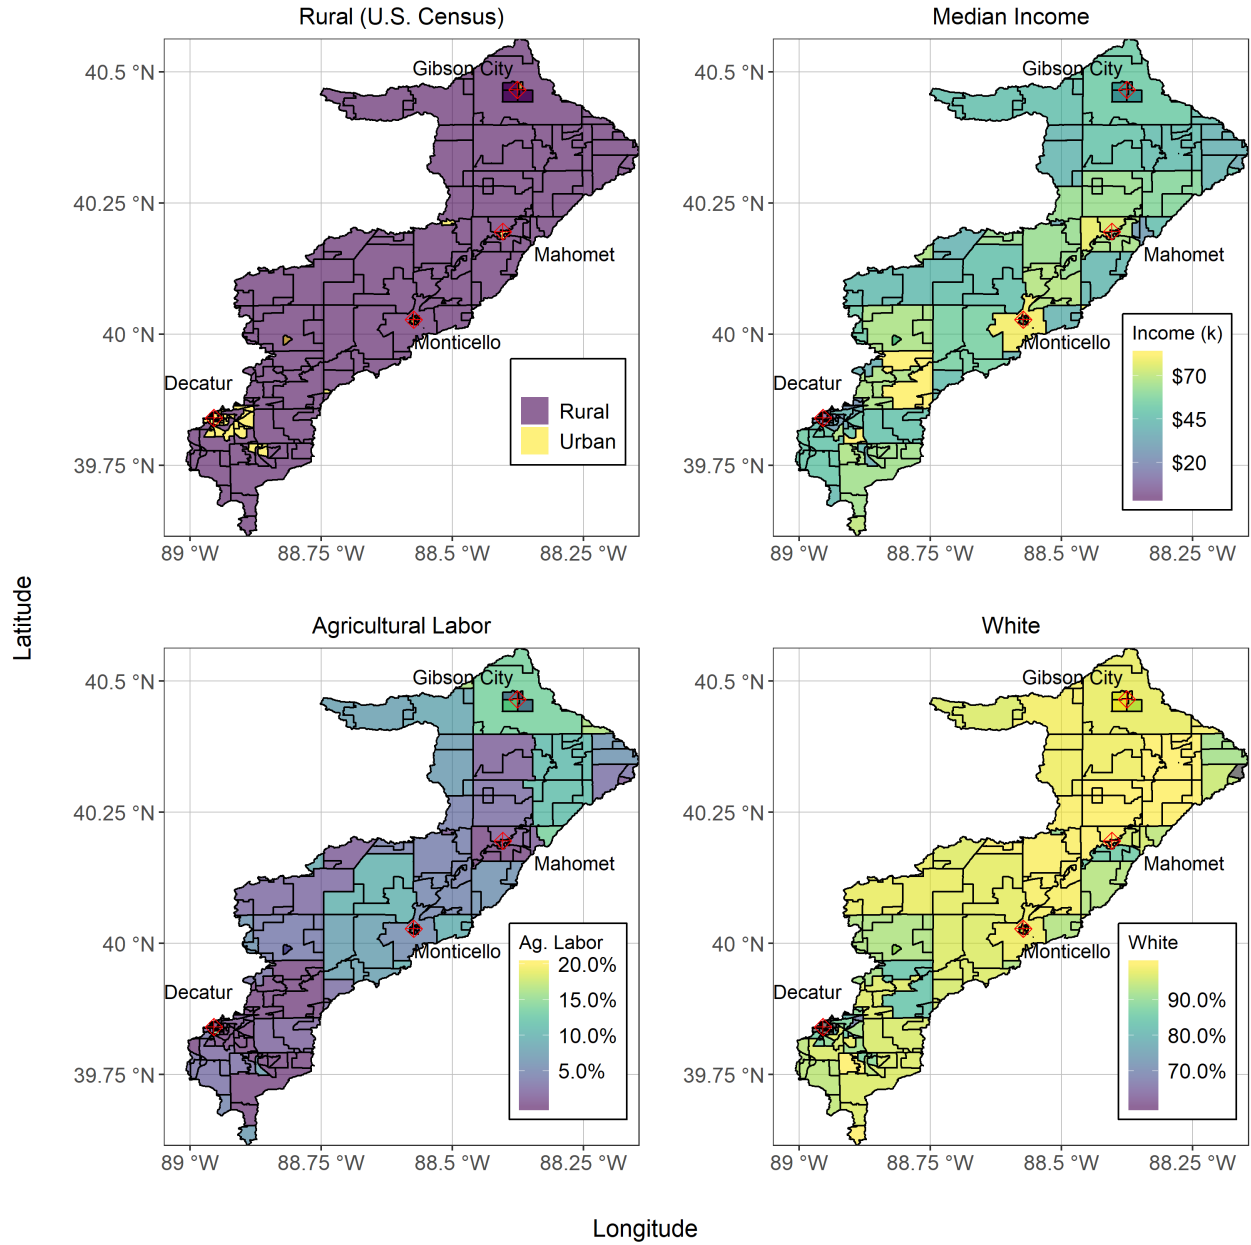 Rural (U.S. Census)
Gibson City
Mahomet
Monticello
Decatur
Rural
Urban
40.5 °N
40.25 °N
40 °N
39.75 °N
89 °W
88.75 °W
88.5 °W
88.25 °W
Median Income
Gibson City
Mahomet
Monticello
Decatur
Income (k)
$70
$45
$20
40.5 °N
40.25 °N
40 °N
39.75 °N
89 °W
88.75 °W
88.5 °W
88.25 °W
Latitude
Agricultural Labor
Gibson City
Mahomet
Monticello
Decatur
Ag. Labor
20.0%
15.0%
10.0%
5.0%
40.5 °N
40.25 °N
40 °N
39.75 °N
89 °W
88.75 °W
88.5 °W
88.25 °W
White
Gibson City
Mahomet
Monticello
Decatur
White
90.0%
80.0%
70.0%
40.5 °N
40.25 °N
40 °N
39.75 °N
89 °W
88.75 °W
88.5 °W
88.25 °W
Longitude